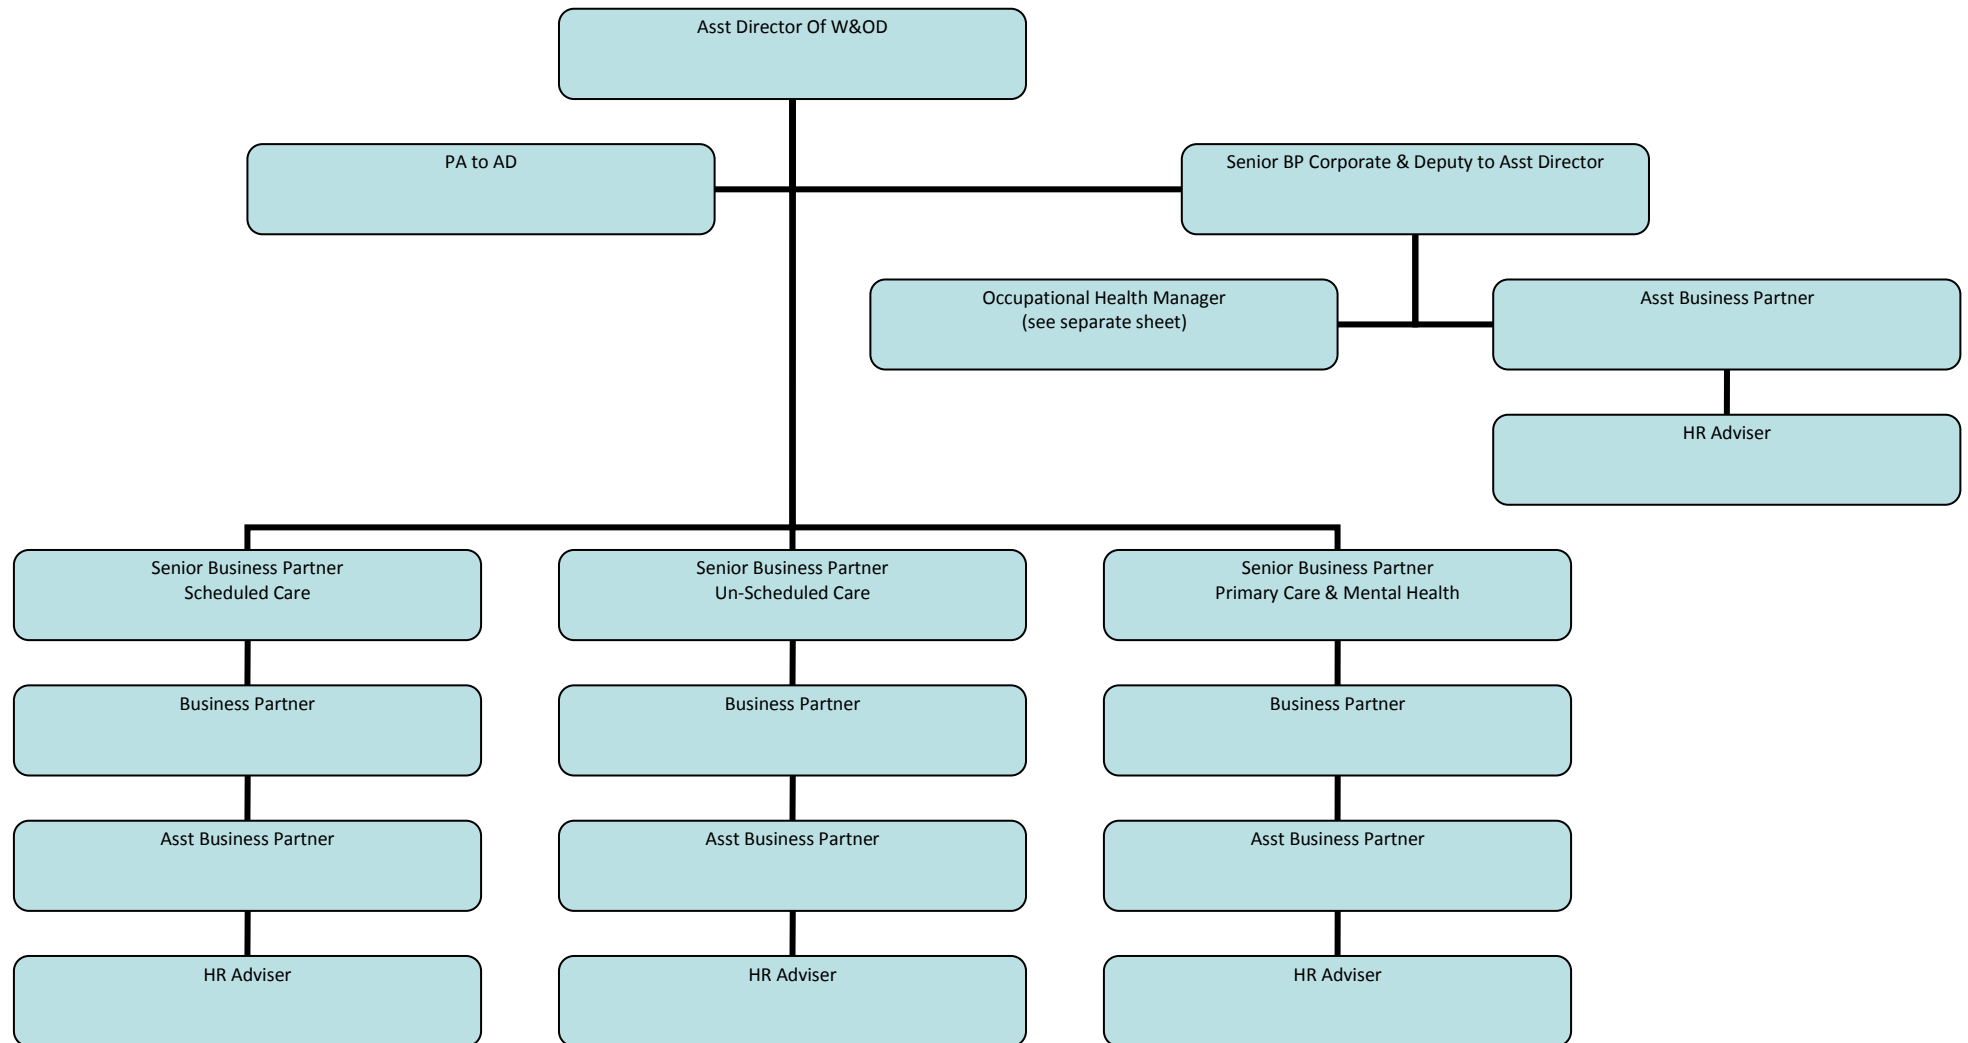 Asst Director Of W&OD
PA to AD
Senior BP Corporate & Deputy to Asst Director
Occupational Health Manager
(see separate sheet)
Asst Business Partner
HR Adviser
Senior Business Partner
Scheduled Care
Senior Business Partner
Un-Scheduled Care
Senior Business Partner
Primary Care & Mental Health
Business Partner
Business Partner
Business Partner
Asst Business Partner
Asst Business Partner
Asst Business Partner
HR Adviser
HR Adviser
HR Adviser